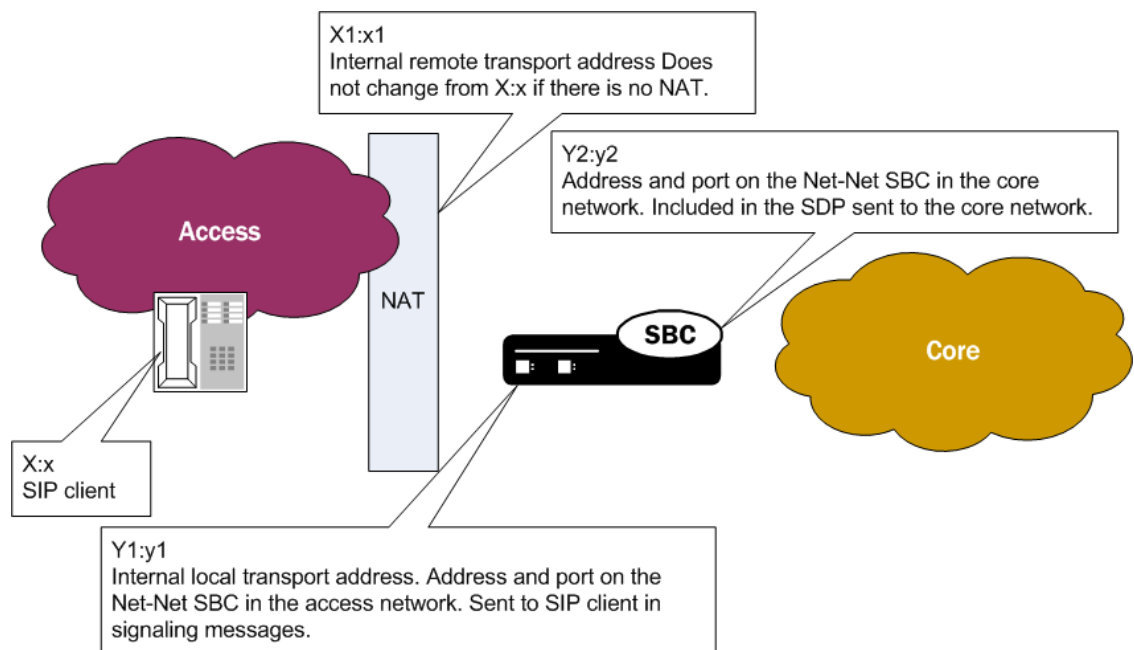 X1:x1
Internal remote transport address Does
not change from X:x if there is no NAT.
Y2:y2
Address and port on the Net-Net SBC in the core
network. Included in the SDP sent to the core network.
Access
NAT
SBC
Core
X:x
SIP client
Y1:y1
Internal local transport address. Address and port on the
Net-Net SBC in the access network. Sent to SIP client in
signaling messages.